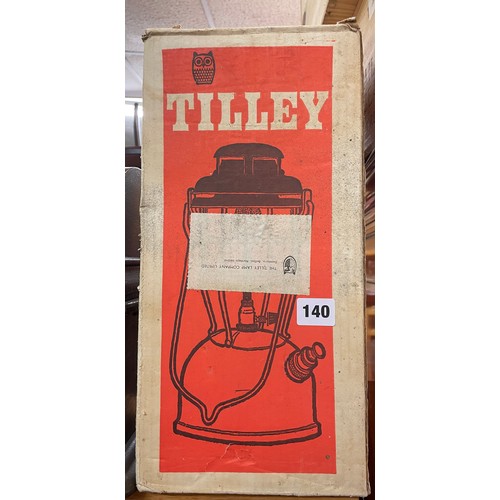 TILLEY
THE TILLEY LAMP COMPANY LIMITED
140